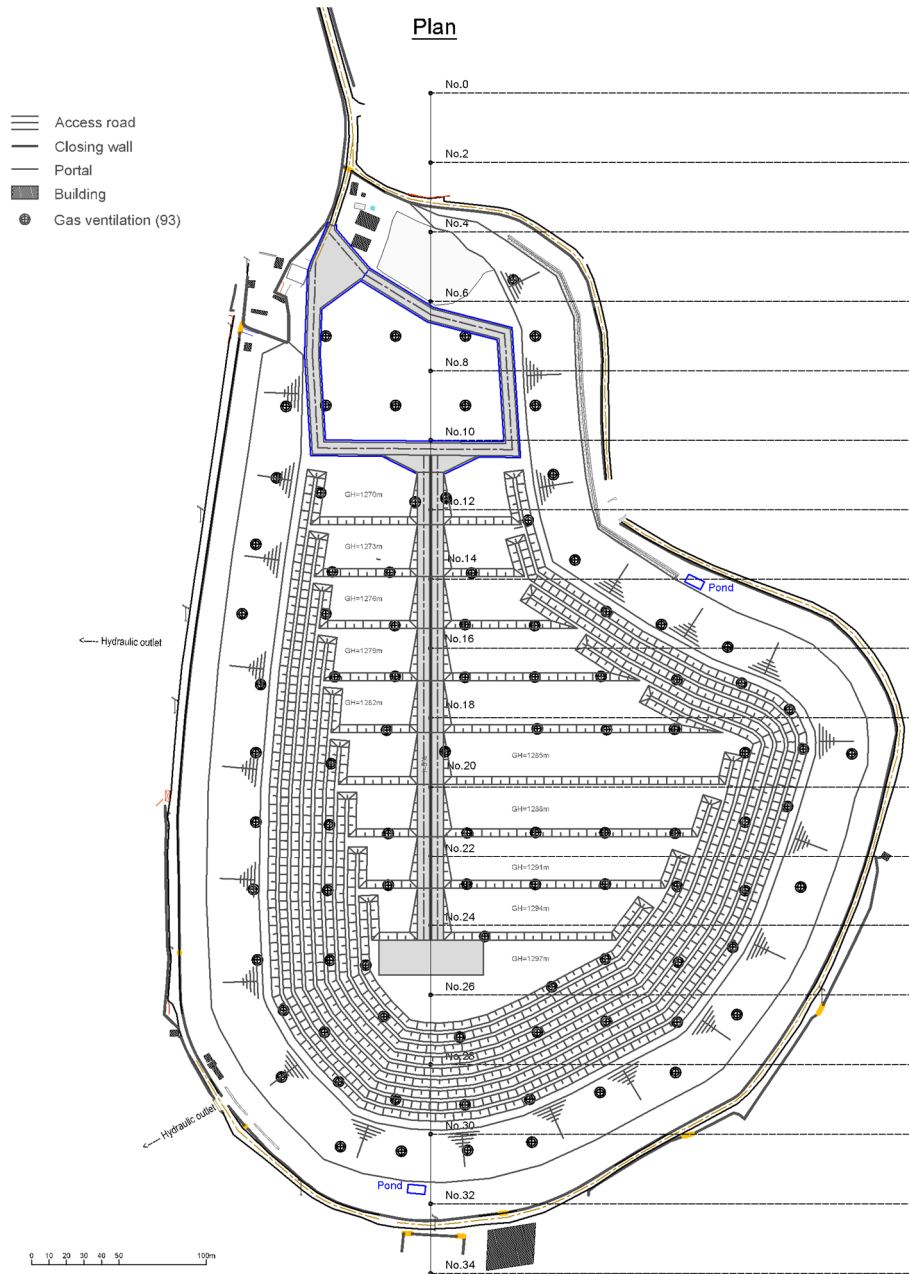 Plan
No.0
Access road
Closing wall
Portal
Building
Gas ventilation (93)
No.2
No.4
No.6
No.8
No.10
GH=1270m
No.12
GH=1273m
No.14
Pond
GH=1276m
No.16
<---- Hydraulic outlet
GH=1279m
GH=1282m
No.18
GH=1285m
No.20
GH=1288m
No.22
GH=1291m
GH=1294m
No.24
GH=1297m
No.26
No.28
<---- Hydraulic outlet
No.30
Pond
No.32
No.34
0 10 20 30 40 50 100m